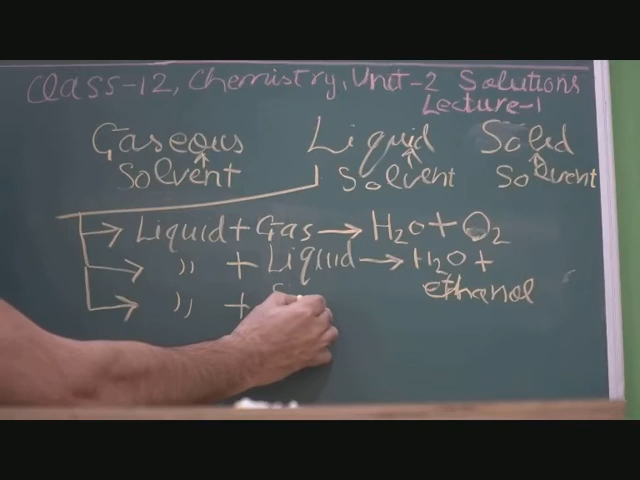 Class-12, Chemistry, Unit-2 Solutions
Lecture-1
Gaseous Liquid Solid
Solvent Solvent Solvent
Liquid + Gas → H2O + O2
〃 + Liquid → H2O +
ethanol
〃 + S